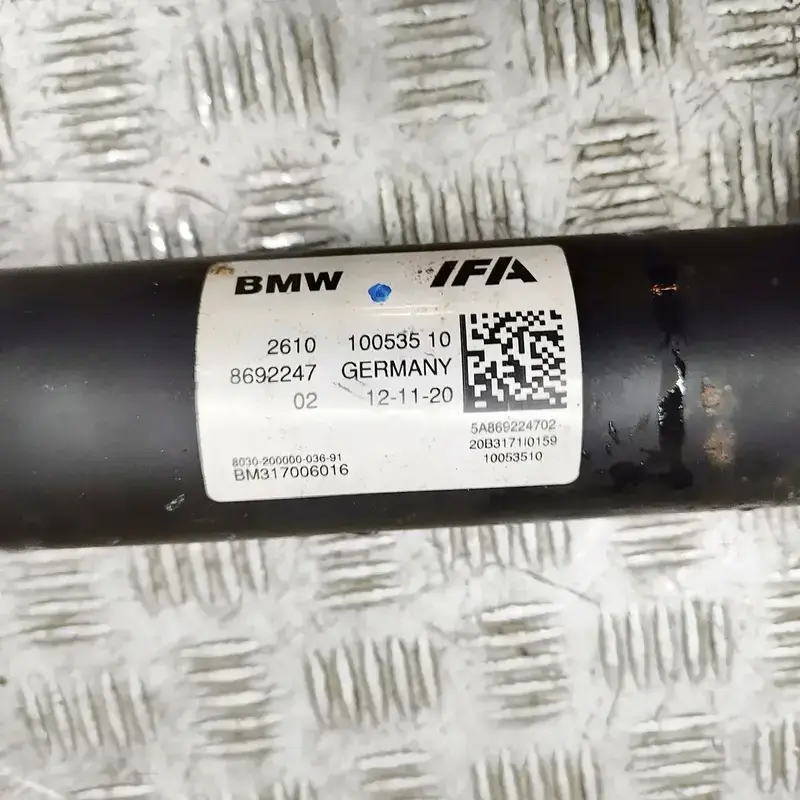 BMW IFA
2610 100535 10
8692247 GERMANY
02 12-11-20
5A869224702
20B3171I0159
10053510
8030-200000-036-91
BM317006016